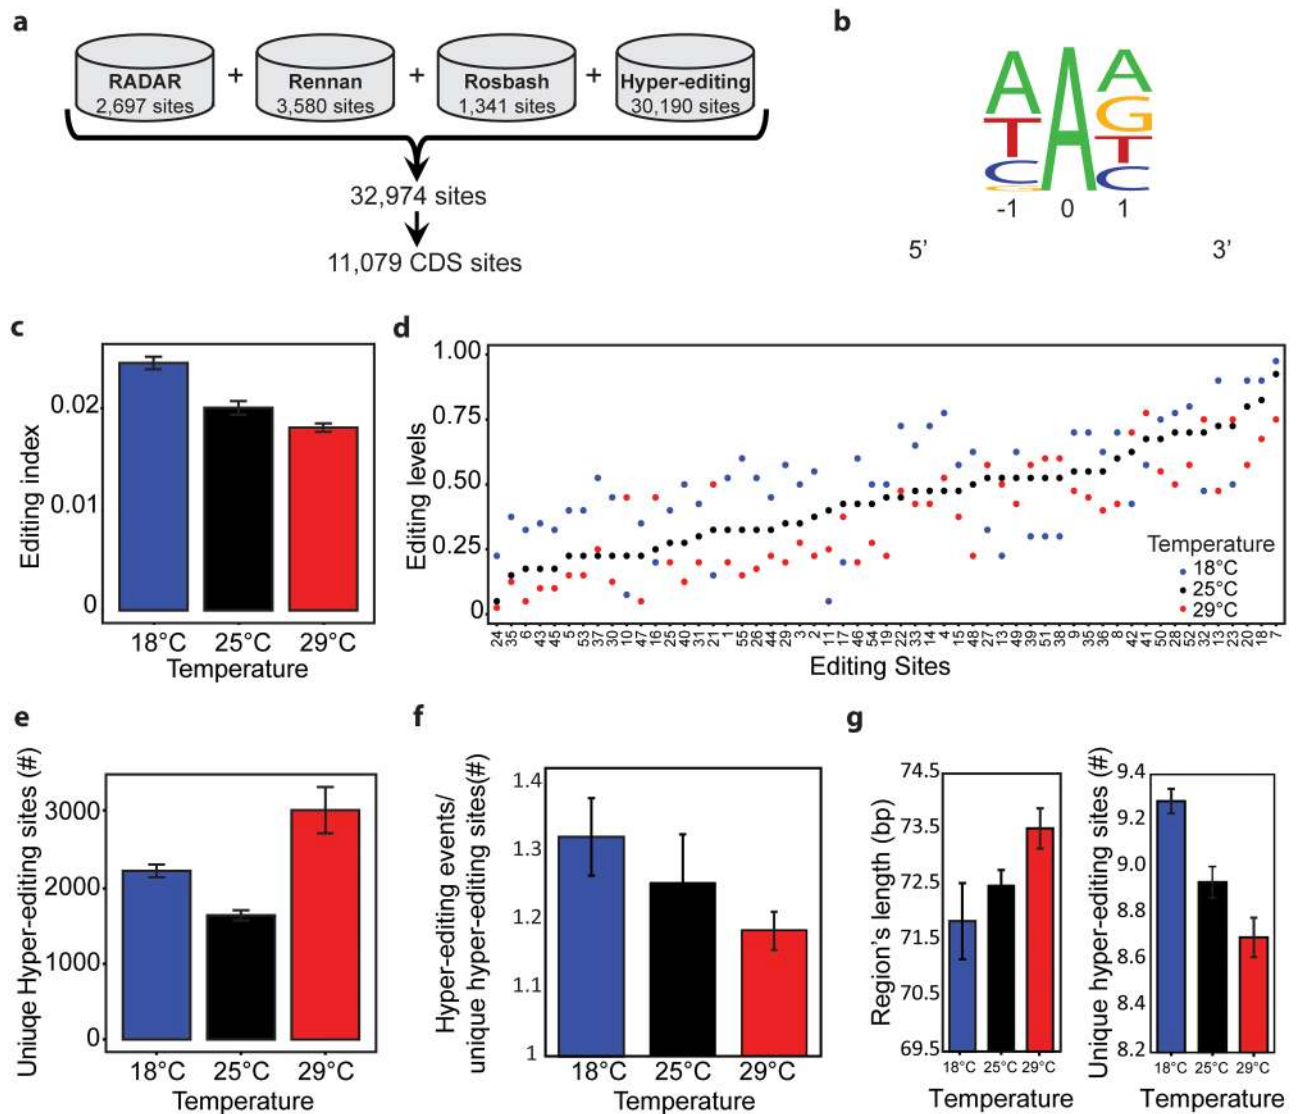 a
RADAR
2,697 sites
+
Rennan
3,580 sites
+
Rosbash
1,341 sites
+
Hyper-editing
30,190 sites
32,974 sites
11,079 CDS sites
b
A A A
T G
C T
G C
-1 0 1
5’ 3’
c
Editing index
0.02
0.01
0
18°C 25°C 29°C
Temperature
d
Editing levels
1.00
0.75
0.50
0.25
0
Temperature
18°C
25°C
29°C
24 35 6 43 45 5 53 37 30 10 47 16 25 40 31 21 1 55 26 44 29 3 2 11 17 46 54 19 22 33 14 4 15 48 27 13 49 39 51 38 9 35 36 8 42 41 50 28 52 32 13 23 20 18 7
Editing Sites
e
Uniuqe Hyper-editing sites (#)
3000
2000
1000
0
18°C 25°C 29°C
Temperature
f
Hyper-editing events/
unique hyper-editing sites(#)
1.4
1.3
1.2
1.1
1
18°C 25°C 29°C
Temperature
g
Region’s length (bp)
74.5
73.5
72.5
71.5
70.5
69.5
18°C 25°C 29°C
Temperature
Unique hyper-editing sites (#)
9.4
9.2
9.0
8.8
8.6
8.4
8.2
18°C 25°C 29°C
Temperature